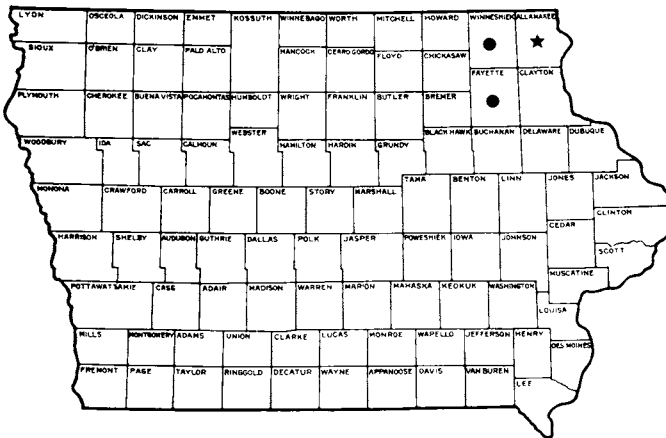 LYON OSCEOLA DICKINSON EMMET KOSSUTH WINNEBAGO WORTH MITCHELL HOWARD WINNESHIEK ALLAMAKEE
SIOUX O'BRIEN CLAY PALO ALTO HANCOCK CERRO GORDO FLOYD CHICKASAW
FAYETTE CLAYTON
PLYMOUTH CHEROKEE BUENA VISTA POCAHONTAS HUMBOLDT WRIGHT FRANKLIN BUTLER BREMER
WEBSTER BLACK HAWK BUCHANAN DELAWARE DUBUQUE
WOODBURY IDA SAC CALHOUN HAMILTON HARDIN GRUNDY
TAMA BENTON LINN JONES JACKSON
MONONA CRAWFORD CARROLL GREENE BOONE STORY MARSHALL
CLINTON
CEDAR
HARRISON SHELBY AUDUBON GUTHRIE DALLAS POLK JASPER POWESHIEK IOWA JOHNSON
SCOTT
MUSCATINE
POTTAWATTAMIE CASS ADAIR MADISON WARREN MARION MAHASKA KEOKUK WASHINGTON
LOUISA
MILLS MONTGOMERY ADAMS UNION CLARKE LUCAS MONROE WAPELLO JEFFERSON HENRY
DES MOINES
FREMONT PAGE TAYLOR RINGGOLD DECATUR WAYNE APPANOOSE DAVIS VAN BUREN
LEE